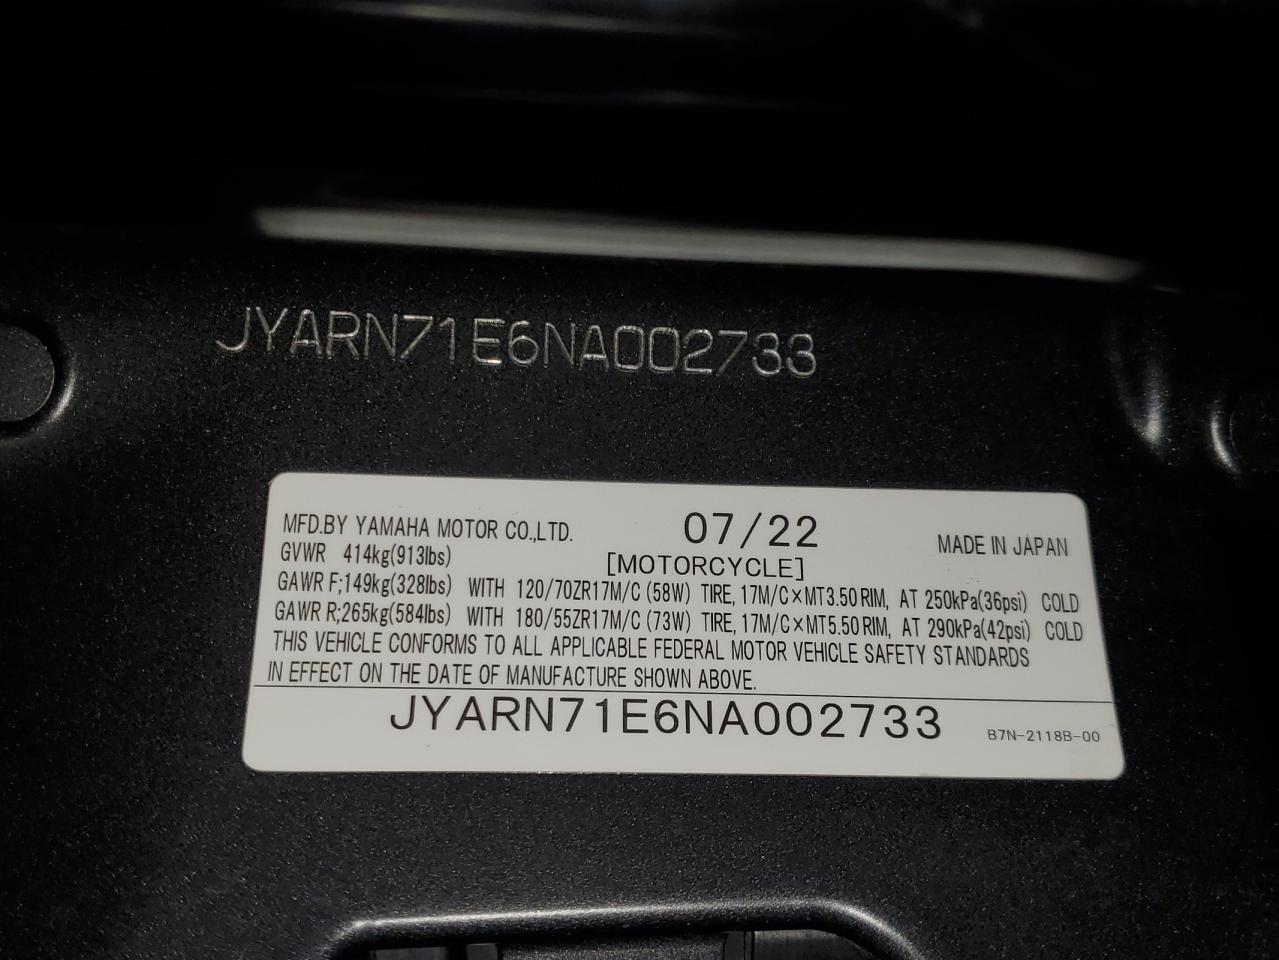 JYARN71E6NA002733
MFD.BY YAMAHA MOTOR CO.,LTD. 07/22 MADE IN JAPAN
GVWR 414kg(913lbs) [MOTORCYCLE]
GAWR F;149kg(328lbs) WITH 120/70ZR17M/C (58W) TIRE, 17M/C×MT3.50 RIM, AT 250kPa(36psi) COLD
GAWR R;265kg(584lbs) WITH 180/55ZR17M/C (73W) TIRE, 17M/C×MT5.50 RIM, AT 290kPa(42psi) COLD
THIS VEHICLE CONFORMS TO ALL APPLICABLE FEDERAL MOTOR VEHICLE SAFETY STANDARDS
IN EFFECT ON THE DATE OF MANUFACTURE SHOWN ABOVE.
JYARN71E6NA002733 B7N-2118B-00